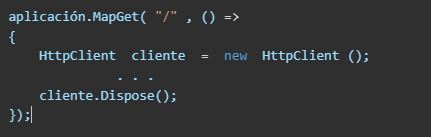 aplicación.MapGet( "/" , () =>
{
HttpClient cliente = new HttpClient ();
. . .
cliente.Dispose();
});